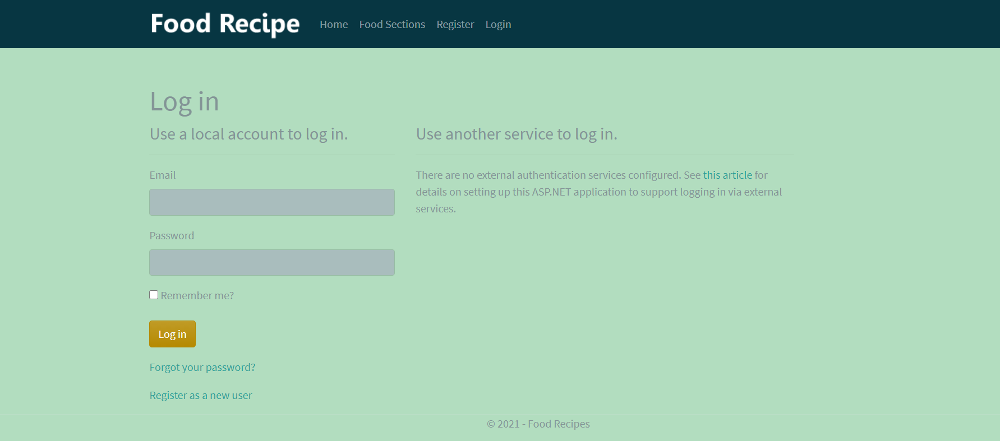 Food Recipe
Home Food Sections Register Login
Log in
Use a local account to log in.
Email
Password
Remember me?
Log in
Forgot your password?
Register as a new user
Use another service to log in.
There are no external authentication services configured. See this article for
details on setting up this ASP.NET application to support logging in via external
services.
© 2021 - Food Recipes